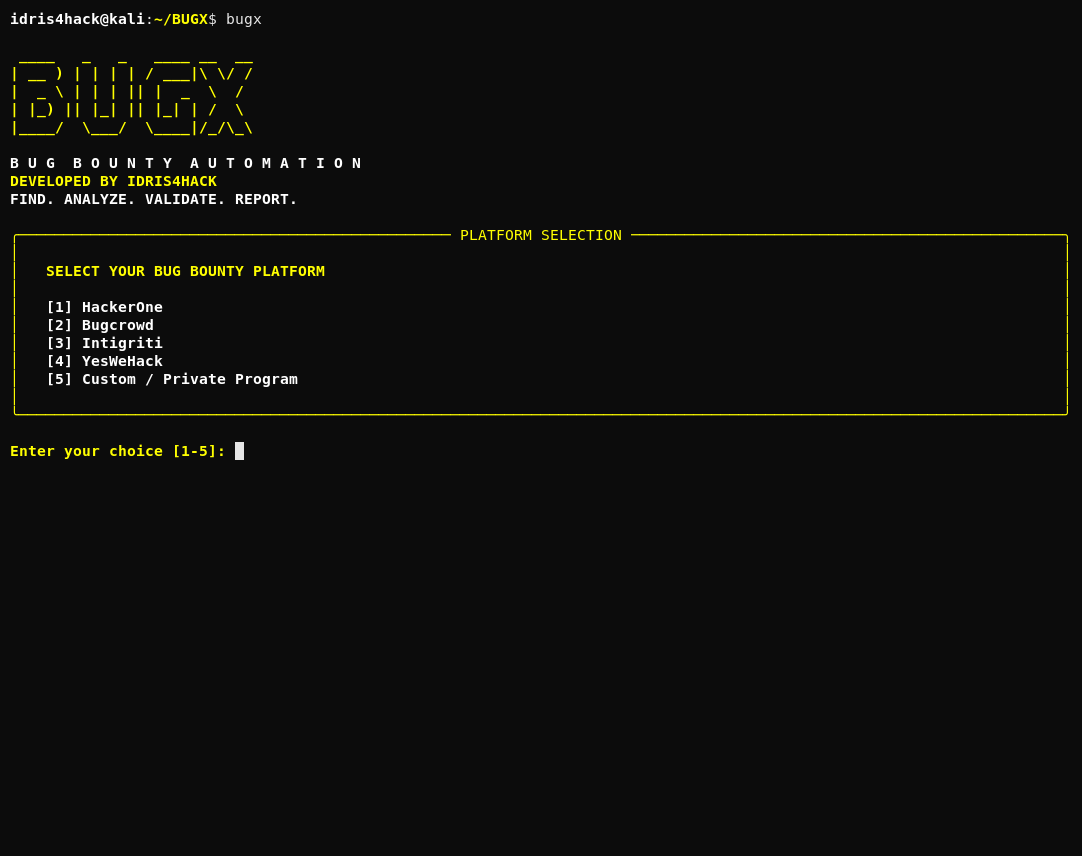 idris4hack@kali:~/BUGX$ bugx
 ____   _   _   ____ __  __
| __ ) | | | | / ___|\ \/ /
|  _ \ | | | || |  _  \  /
| |_) || |_| || |_| | /  \
|____/  \___/  \____|/_/\_\
B U G  B O U N T Y  A U T O M A T I O N
DEVELOPED BY IDRIS4HACK
FIND. ANALYZE. VALIDATE. REPORT.
PLATFORM SELECTION
SELECT YOUR BUG BOUNTY PLATFORM
[1] HackerOne
[2] Bugcrowd
[3] Intigriti
[4] YesWeHack
[5] Custom / Private Program
Enter your choice [1-5]: